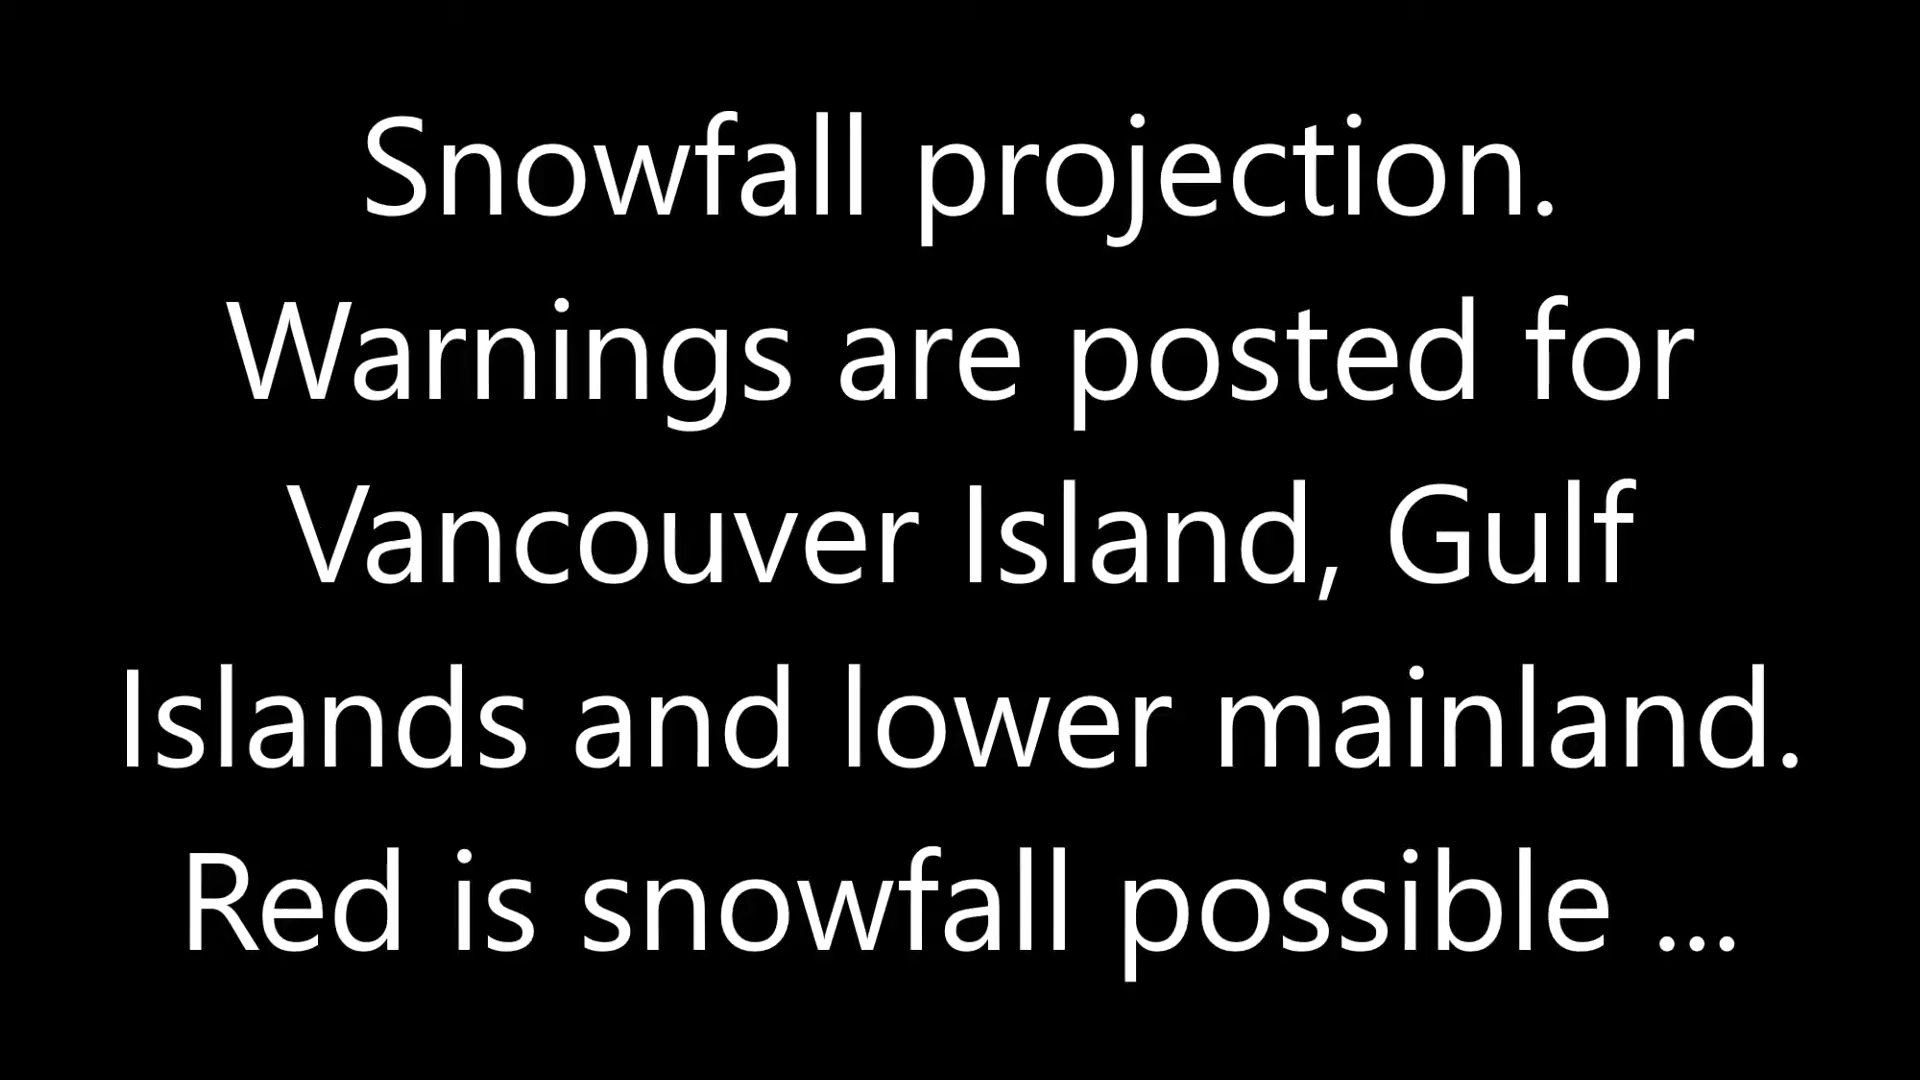 Snowfall projection.
Warnings are posted for
Vancouver Island, Gulf
Islands and lower mainland.
Red is snowfall possible ...